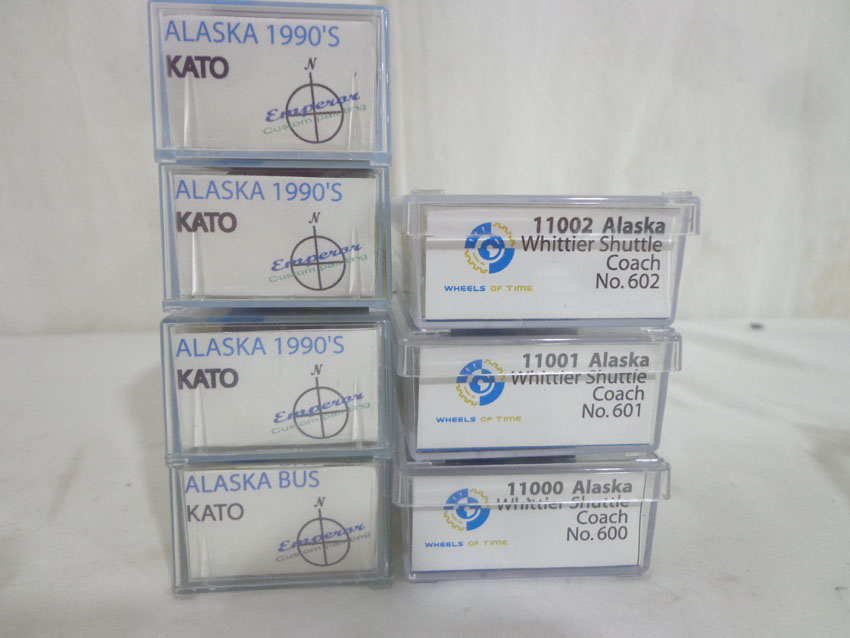 ALASKA 1990'S
KATO
N
Emperor
Custom painting
ALASKA 1990'S
KATO
N
Emperor
Custom painting
ALASKA 1990'S
KATO
N
Emperor
Custom painting
ALASKA BUS
KATO
N
Emperor
Custom painting
11002 Alaska
Whittier Shuttle
Coach
No. 602
WHEELS OF TIME
11001 Alaska
Whittier Shuttle
Coach
No. 601
WHEELS OF TIME
11000 Alaska
Whittier Shuttle
Coach
No. 600
WHEELS OF TIME